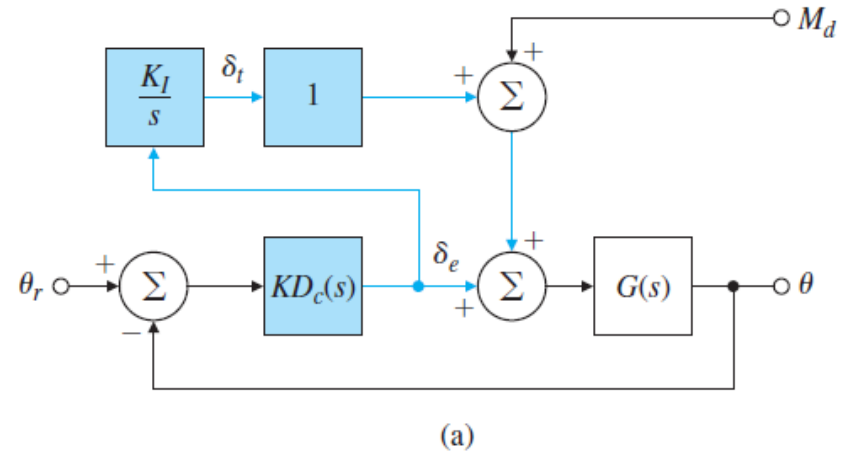 M_d
K_I/s
δ_t
1
+
+
Σ
θ_r
+
−
Σ
KD_c(s)
δ_e
+
+
Σ
G(s)
θ
(a)